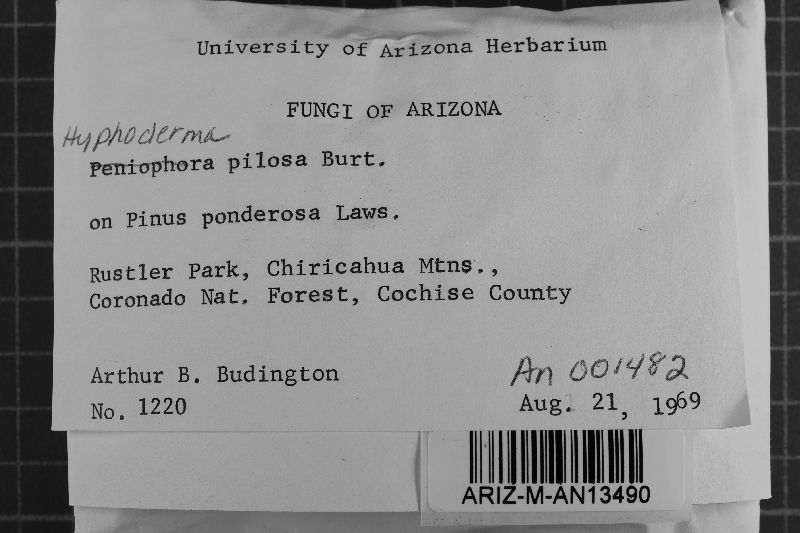 University of Arizona Herbarium
FUNGI OF ARIZONA
Hyphoderma
Peniophora pilosa Burt.
on Pinus ponderosa Laws.
Rustler Park, Chiricahua Mtns.,
Coronado Nat. Forest, Cochise County
Arthur B. Budington
An 001482
No. 1220
Aug. 21, 1969
ARIZ-M-AN13490